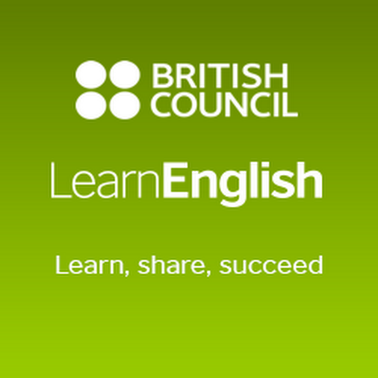 BRITISH
COUNCIL
LearnEnglish
Learn, share, succeed